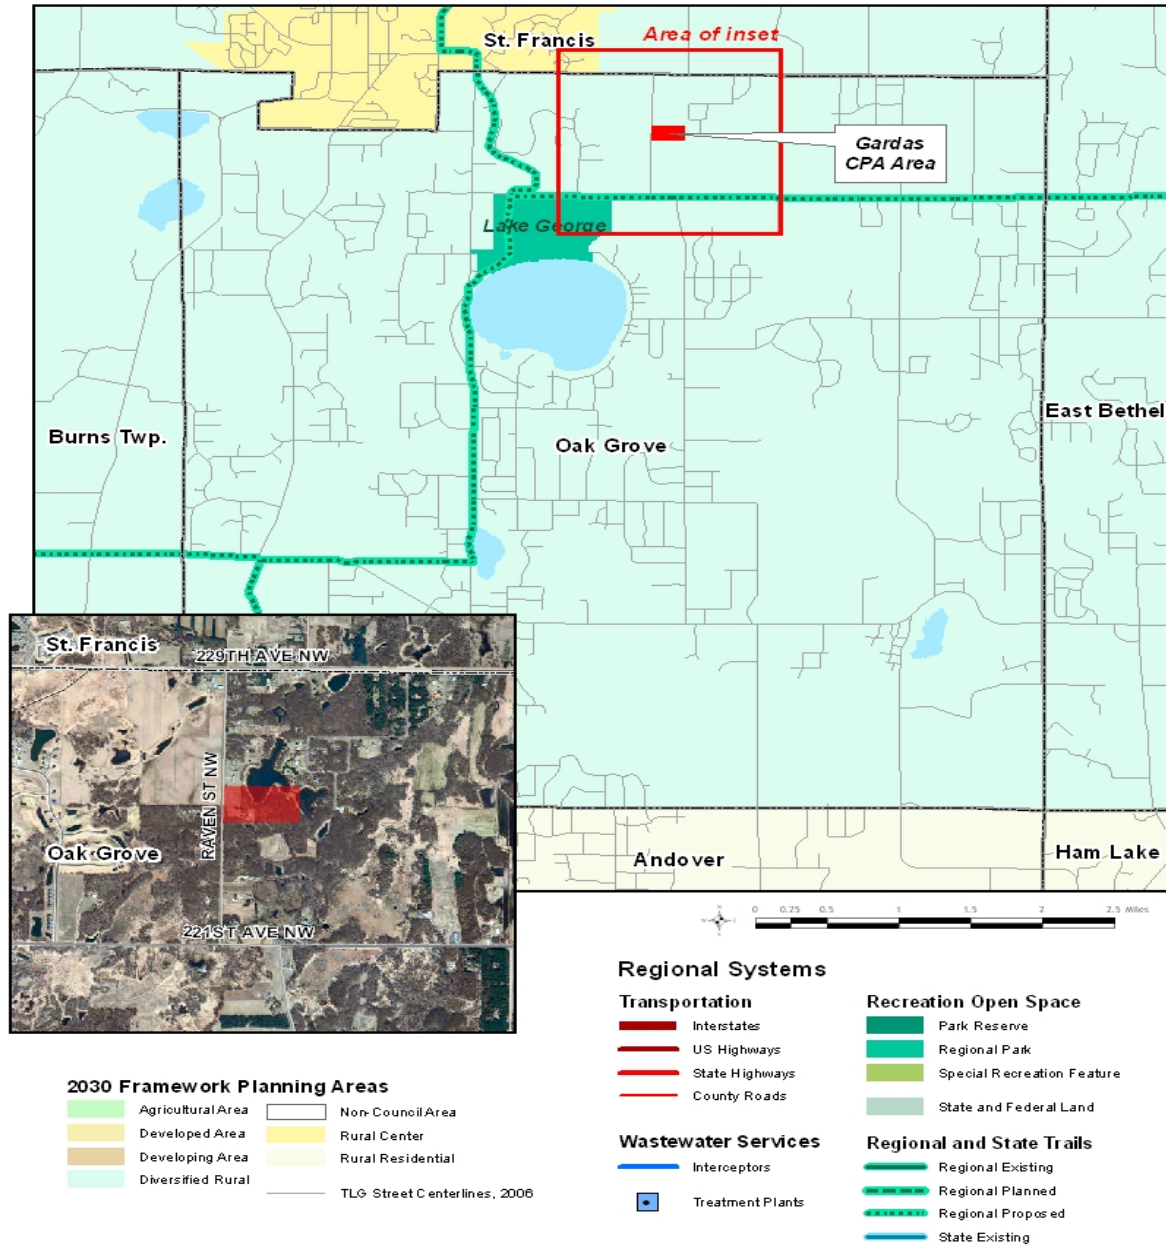 St. Francis
Area of inset
Gardas
CPA Area
Lake George
East Bethel
Burns Twp.
Oak Grove
St. Francis
229TH AVE NW
RAVEN ST NW
Oak Grove
221ST AVE NW
Andover
Ham Lake
0 0.25 0.5 1 1.5 2 2.5 Miles
Regional Systems
Transportation
Interstates
US Highways
State Highways
County Roads
Wastewater Services
Interceptors
Treatment Plants
Recreation Open Space
Park Reserve
Regional Park
Special Recreation Feature
State and Federal Land
Regional and State Trails
Regional Existing
Regional Planned
Regional Proposed
State Existing
2030 Framework Planning Areas
Agricultural Area
Developed Area
Developing Area
Diversified Rural
Non-Council Area
Rural Center
Rural Residential
TLG Street Centerlines, 2006